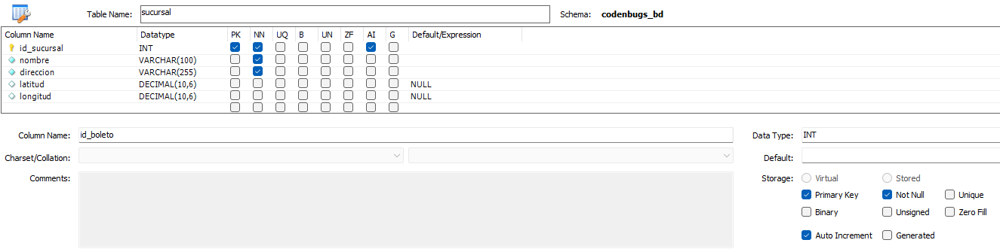 Table Name: sucursal Schema: codenbugs_bd
Column Name Datatype PK NN UQ B UN ZF AI G Default/Expression
id_sucursal INT
nombre VARCHAR(100)
direccion VARCHAR(255)
latitud DECIMAL(10,6) NULL
longitud DECIMAL(10,6) NULL
Column Name: id_boleto Data Type: INT
Charset/Collation: Default:
Comments: Storage: Virtual Stored
Primary Key Not Null Unique
Binary Unsigned Zero Fill
Auto Increment Generated